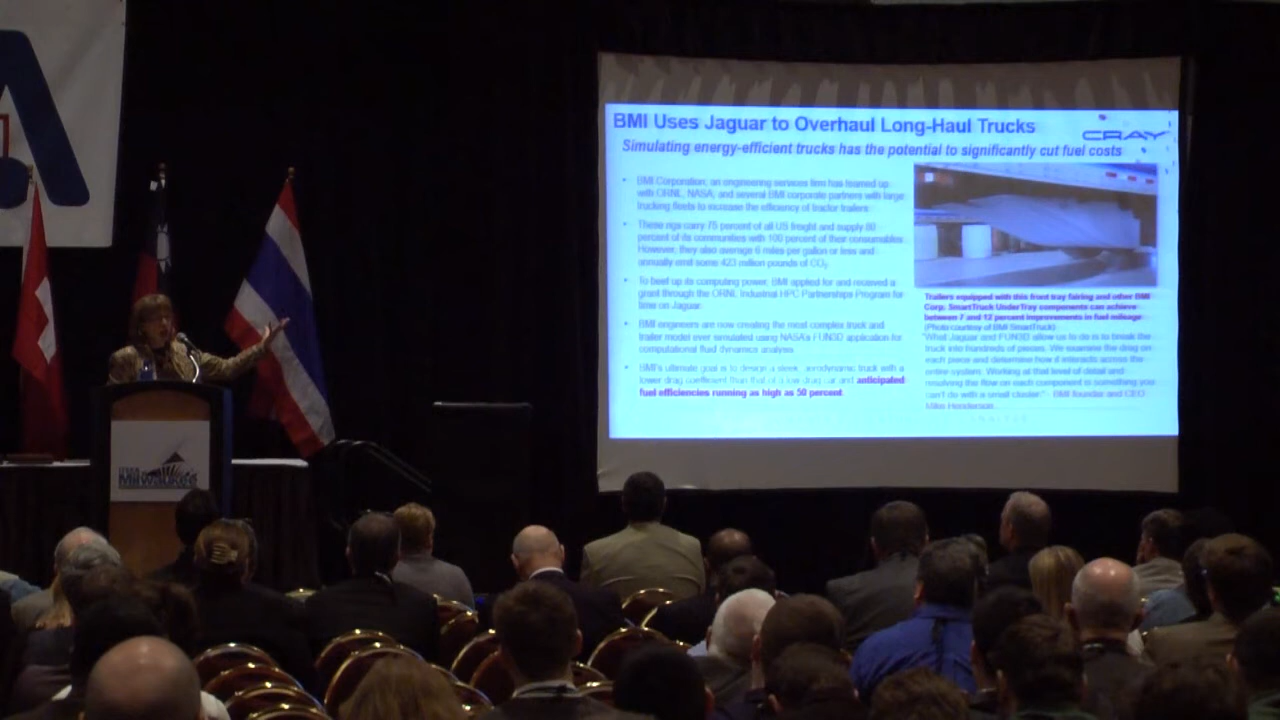 A
BMI Uses Jaguar to Overhaul Long-Haul Trucks
CRAY
Simulating energy-efficient trucks has the potential to significantly cut fuel costs
BMI Corporation, an engineering services firm has teamed up
with ORNL, NASA, and several BMI corporate partners with large
trucking fleets to increase the efficiency of tractor trailers
These rigs carry 75 percent of all US freight and supply 80
percent of its communities with 100 percent of their consumables.
However, they also average 6 miles per gallon or less and
annually emit some 423 million pounds of CO2
To beef up its computing power, BMI applied for and received a
grant through the ORNL Industrial HPC Partnerships Program for
time on Jaguar.
BMI engineers are now creating the most complex truck and
trailer model ever simulated using NASA's FUN3D application for
computational fluid dynamics analysis.
BMI's ultimate goal is to design a sleek, aerodynamic truck with a
lower drag coefficient than that of a low drag car and anticipated
fuel efficiencies running as high as 50 percent.
Trailers equipped with this front tray fairing and other BMI
Corp. SmartTruck UnderTray components can achieve
between 7 and 12 percent improvements in fuel mileage
(Photo courtesy of BMI SmartTruck)
"What Jaguar and FUN3D allow us to do is to break the
truck into hundreds of pieces. We examine the drag on
each piece and determine how it interacts across the
entire system. Working at that level of detail and
resolving the flow on each component is something you
can't do with a small cluster." - BMI founder and CEO
Mike Henderson.
Milwaukee